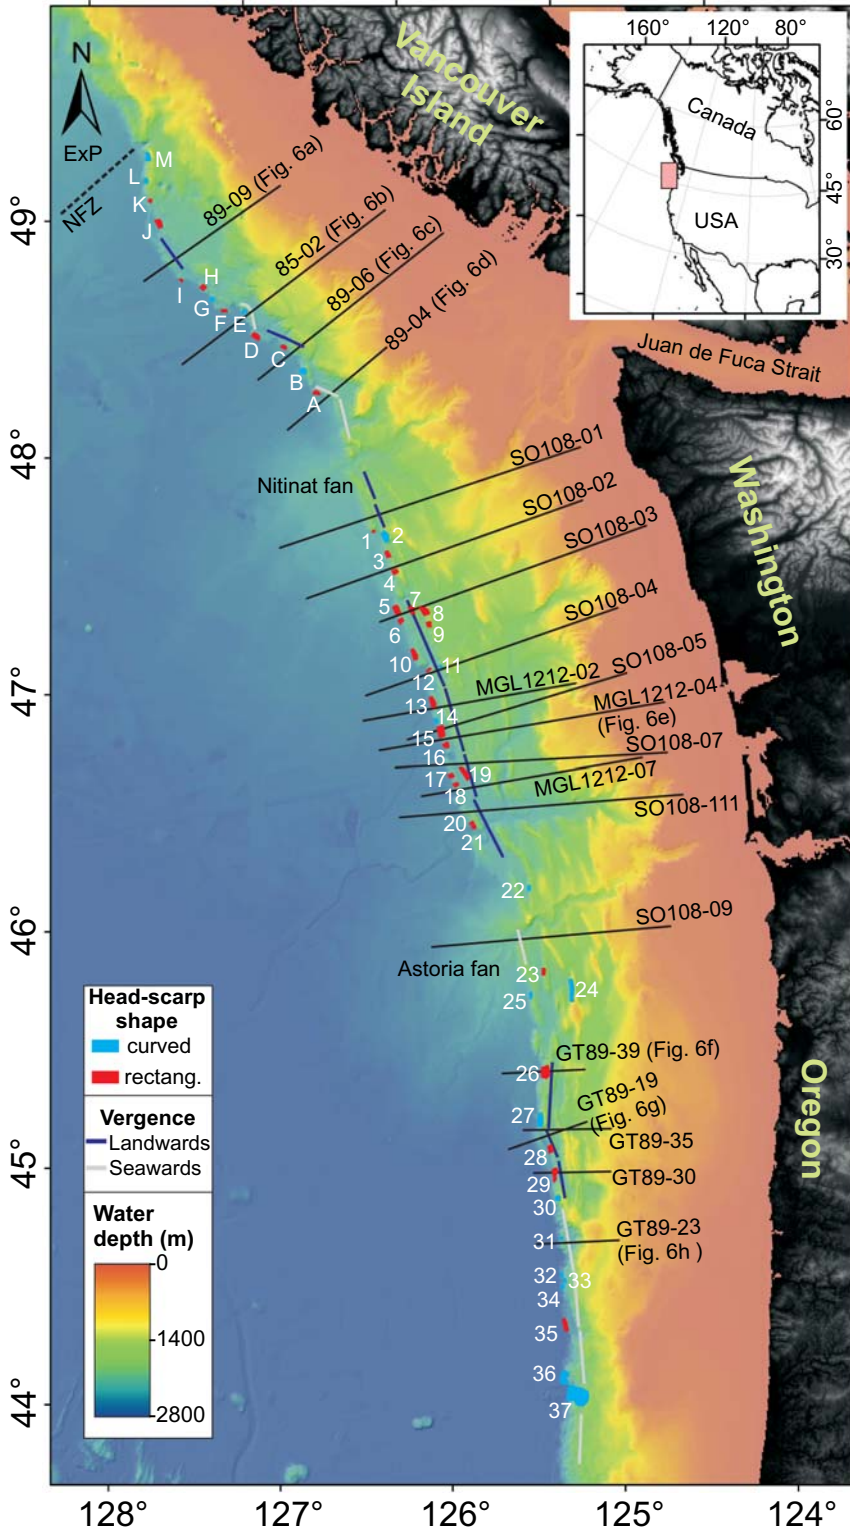 N
ExP
NFZ
Vancouver
Island
160°
120°
80°
60°
45°
30°
Canada
USA
Juan de Fuca Strait
Washington
Oregon
M
L
K
J
I
H
G
F
E
D
C
B
A
89-09 (Fig. 6a)
85-02 (Fig. 6b)
89-06 (Fig. 6c)
89-04 (Fig. 6d)
Nitinat fan
SO108-01
SO108-02
SO108-03
SO108-04
SO108-05
MGL1212-02
MGL1212-04
(Fig. 6e)
SO108-07
MGL1212-07
SO108-111
SO108-09
Astoria fan
GT89-39 (Fig. 6f)
GT89-19
(Fig. 6g)
GT89-35
GT89-30
GT89-23
(Fig. 6h )
1
2
3
4
5
6
7
8
9
10
11
12
13
14
15
16
17
18
19
20
21
22
23
24
25
26
27
28
29
30
31
32
33
34
35
36
37
Head-scarp
shape
curved
rectang.
Vergence
Landwards
Seawards
Water
depth (m)
0
1400
2800
49°
48°
47°
46°
45°
44°
128°
127°
126°
125°
124°